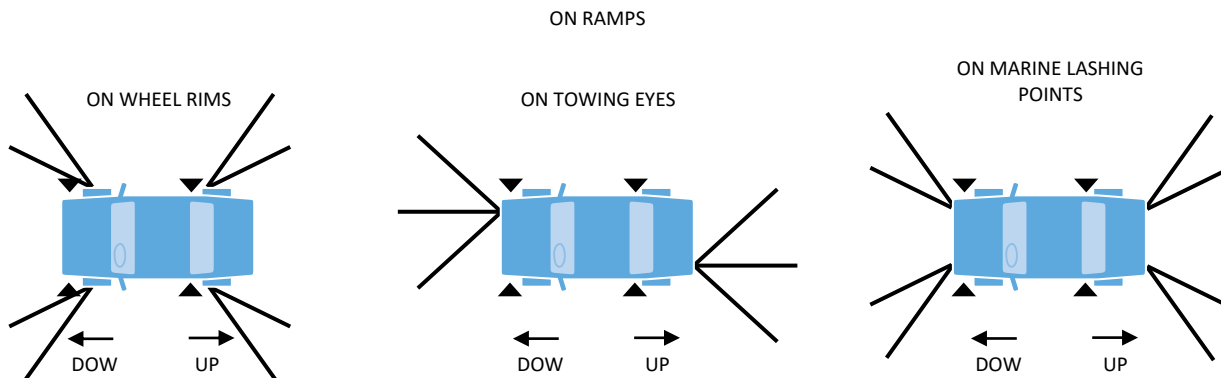 ON RAMPS
ON WHEEL RIMS
ON TOWING EYES
ON MARINE LASHING
POINTS
DOW
UP
DOW
UP
DOW
UP